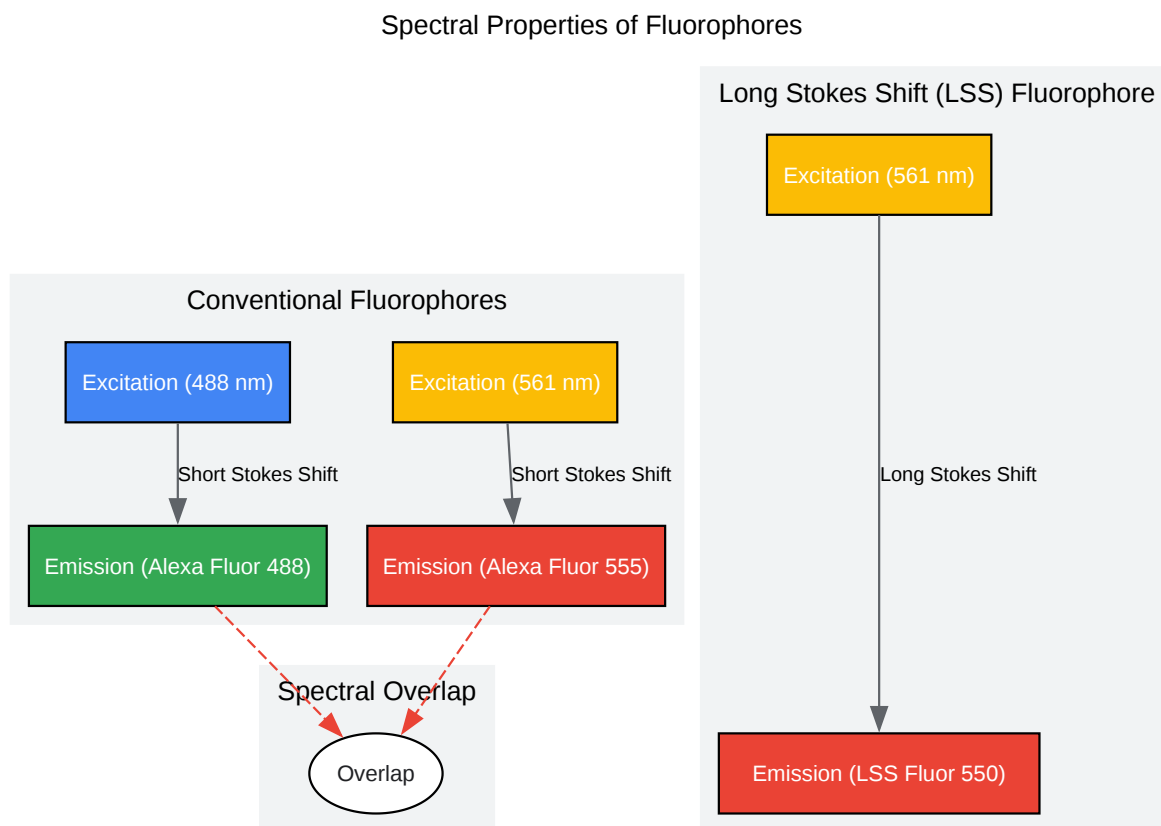 Spectral Properties of Fluorophores
Long Stokes Shift (LSS) Fluorophore
Excitation (561 nm)
Long Stokes Shift
Emission (LSS Fluor 550)
Conventional Fluorophores
Excitation (488 nm)
Excitation (561 nm)
Short Stokes Shift
Short Stokes Shift
Emission (Alexa Fluor 488)
Emission (Alexa Fluor 555)
Spectral Overlap
Overlap